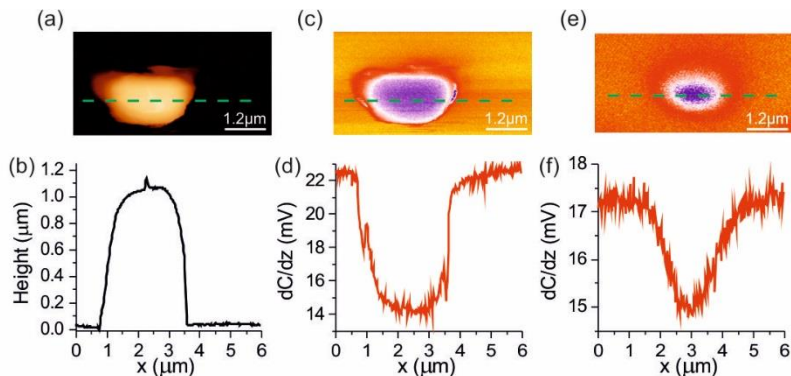 (a)
1.2μm
(c)
1.2μm
(e)
1.2μm
(b)
Height (μm)
1.2
1.0
0.8
0.6
0.4
0.2
0.0
0 1 2 3 4 5 6
x (μm)
(d)
dC/dz (mV)
22
20
18
16
14
0 1 2 3 4 5 6
x (μm)
(f)
dC/dz (mV)
18
17
16
15
0 1 2 3 4 5 6
x (μm)